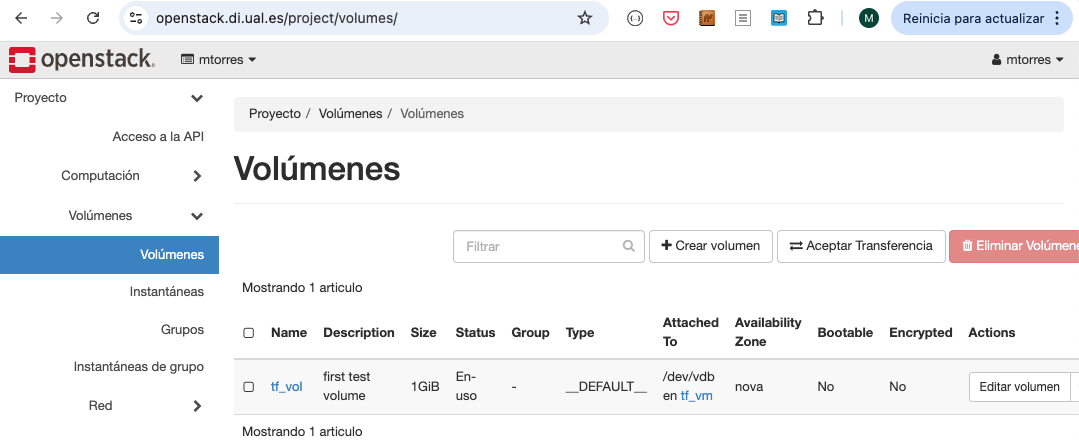 openstack.di.ual.es/project/volumes/
M
Reinicia para actualizar
openstack.
mtorres
mtorres
Proyecto
Acceso a la API
Computación
Volúmenes
Volúmenes
Instantáneas
Grupos
Instantáneas de grupo
Red
Proyecto / Volúmenes / Volúmenes
Volúmenes
Filtrar
Crear volumen
Aceptar Transferencia
Eliminar Volúmene
Mostrando 1 articulo
Name Description Size Status Group Type Attached To Availability Zone Bootable Encrypted Actions
tf_vol first test volume 1GiB En-uso - __DEFAULT__ /dev/vdb en tf_vm nova No No Editar volumen
Mostrando 1 articulo